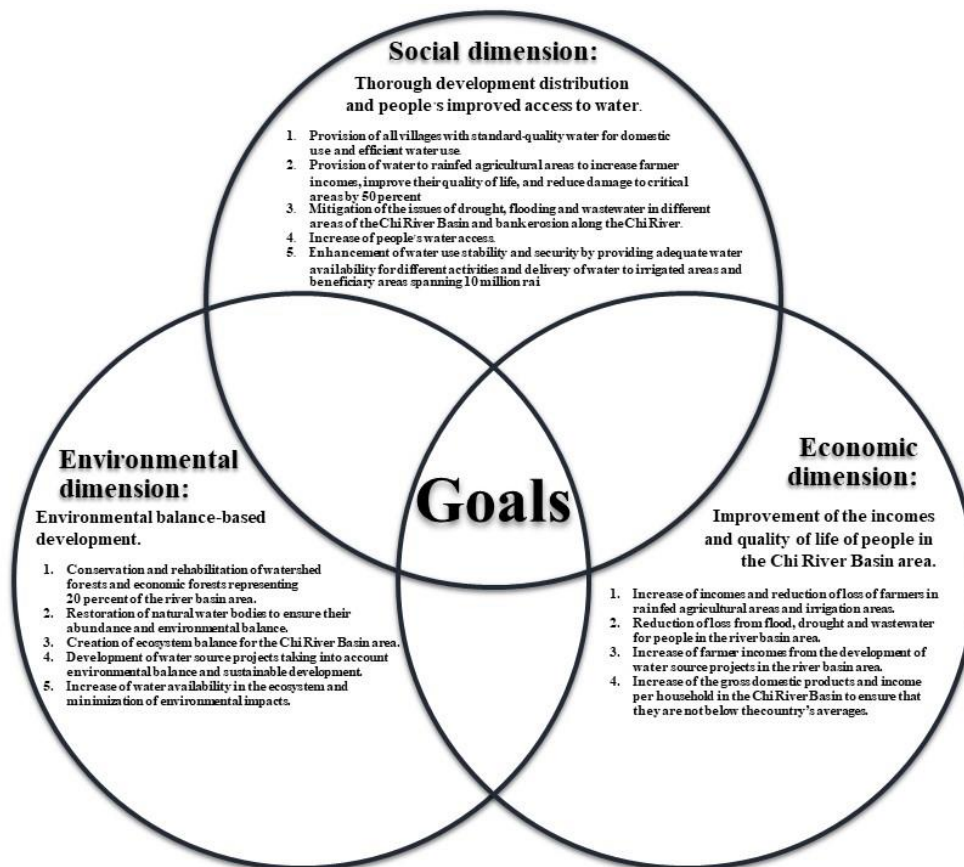 Social dimension:
Thorough development distribution
and people's improved access to water.
1. Provision of all villages with standard-quality water for domestic
use and efficient water use.
2. Provision of water to rainfed agricultural areas to increase farmer
incomes, improve their quality of life, and reduce damage to critical
areas by 50 percent
3. Mitigation of the issues of drought, flooding and wastewater in different
areas of the Chi River Basin and bank erosion along the Chi River.
4. Increase of people's water access.
5. Enhancement of water use stability and security by providing adequate water
availability for different activities and delivery of water to irrigated areas and
beneficiary areas spanning 10 million rai
Environmental
dimension:
Environmental balance-based
development.
1. Conservation and rehabilitation of watershed
forests and economic forests representing
20 percent of the river basin area.
2. Restoration of natural water bodies to ensure their
abundance and environmental balance.
3. Creation of ecosystem balance for the Chi River Basin area.
4. Development of water source projects taking into account
environmental balance and sustainable development.
5. Increase of water availability in the ecosystem and
minimization of environmental impacts.
Goals
Economic
dimension:
Improvement of the incomes
and quality of life of people in
the Chi River Basin area.
1. Increase of incomes and reduction of loss of farmers in
rainfed agricultural areas and irrigation areas.
2. Reduction of loss from flood, drought and wastewater
for people in the river basin area.
3. Increase of farmer incomes from the development of
water source projects in the river basin area.
4. Increase of the gross domestic products and income
per household in the Chi River Basin to ensure that
they are not below the country's averages.